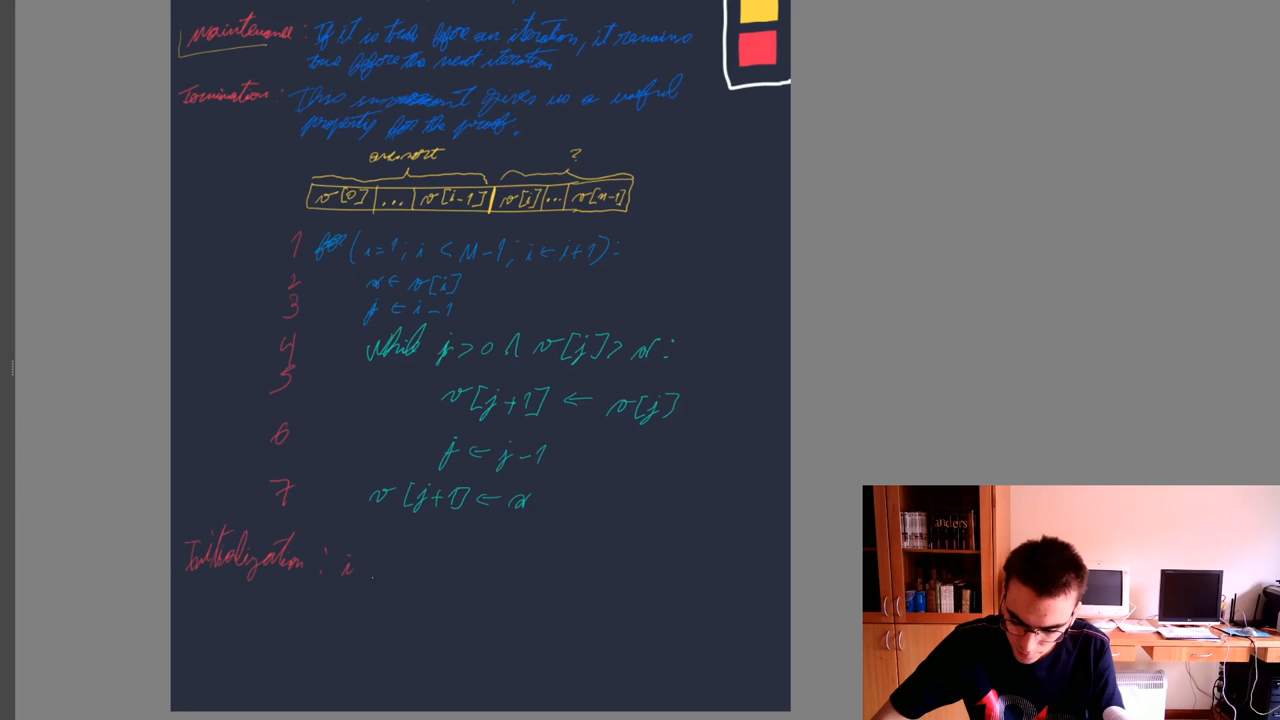 Maintenance: If it is true before an iteration, it remains
true before the next iteration
Termination: This invariant gives us a useful
property for the proof.
?
v[0] ... v[i-1] v[i] ... v[n-1]
1 for (i=1; i < N-1; i ← i+1):
2 x ← v[i]
3 j ← i-1
4 while j > 0 ∧ v[j] > x:
5 v[j+1] ← v[j]
6 j ← j-1
7 v[j+1] ← x
Initialization: i
anders